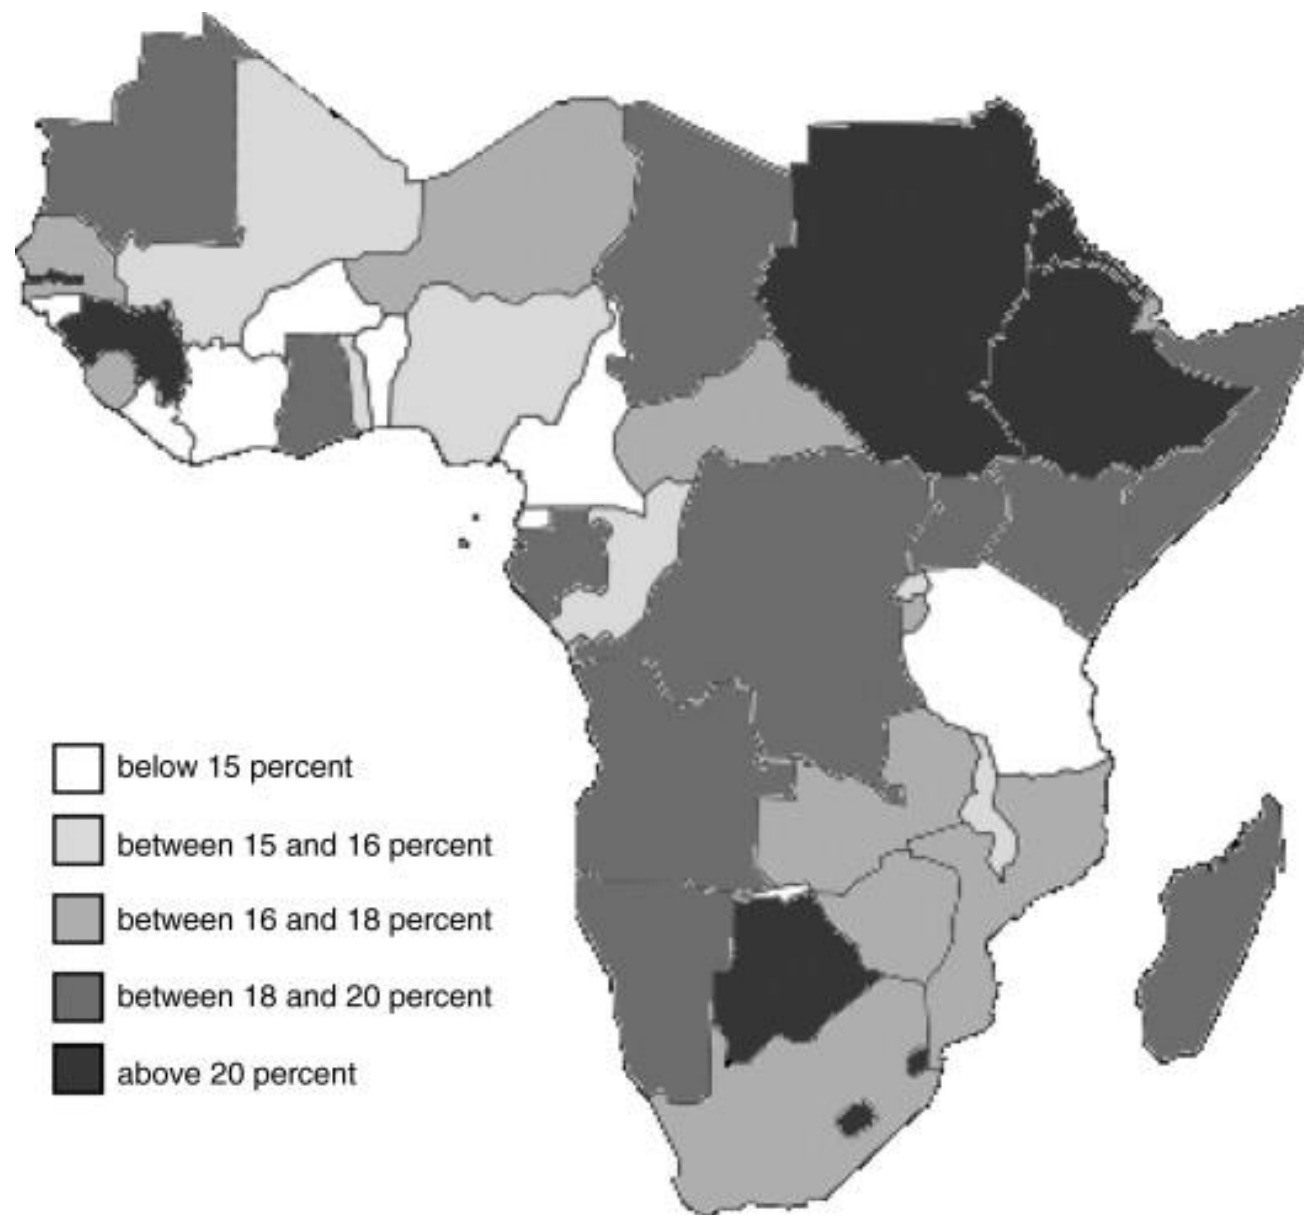 below 15 percent
between 15 and 16 percent
between 16 and 18 percent
between 18 and 20 percent
above 20 percent